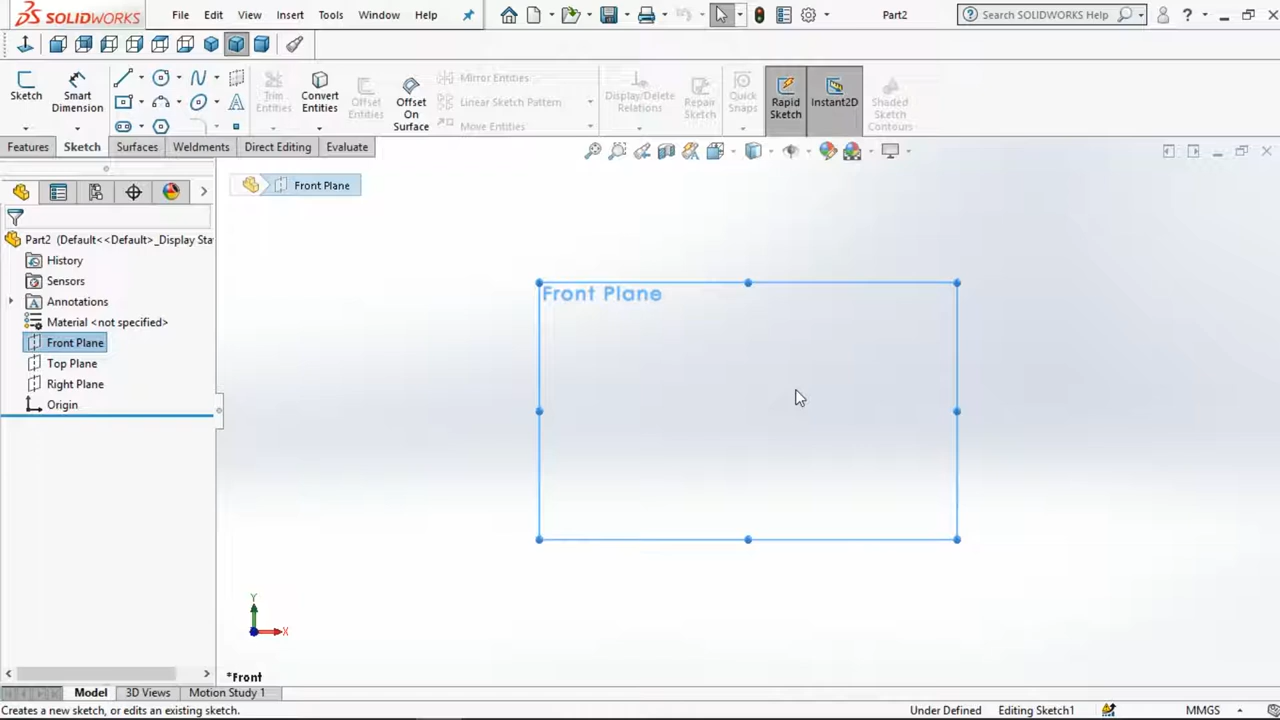 SOLIDWORKS File Edit View Insert Tools Window Help Part2 Search SOLIDWORKS Help ?
Sketch Smart Dimension Trim Entities Convert Entities Offset Entities Offset On Surface Mirror Entities Linear Sketch Pattern Move Entities Display/Delete Relations Repair Sketch Quick Snaps Rapid Sketch Instant2D Shaded Sketch Contours
Features Sketch Surfaces Weldments Direct Editing Evaluate
Front Plane
Part2 (Default<<Default>_Display Sta
History
Sensors
Annotations
Material <not specified>
Front Plane
Top Plane
Right Plane
Origin
Front Plane
Y
X
*Front
Model 3D Views Motion Study 1
Creates a new sketch, or edits an existing sketch. Under Defined Editing Sketch1 MMGS